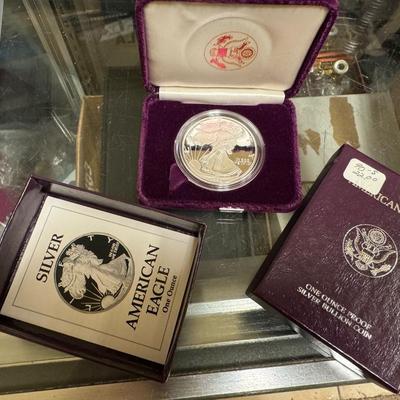 SILVER
AMERICAN
EAGLE
One Ounce
AMERICAN
ONE OUNCE PROOF
SILVER BULLION COIN